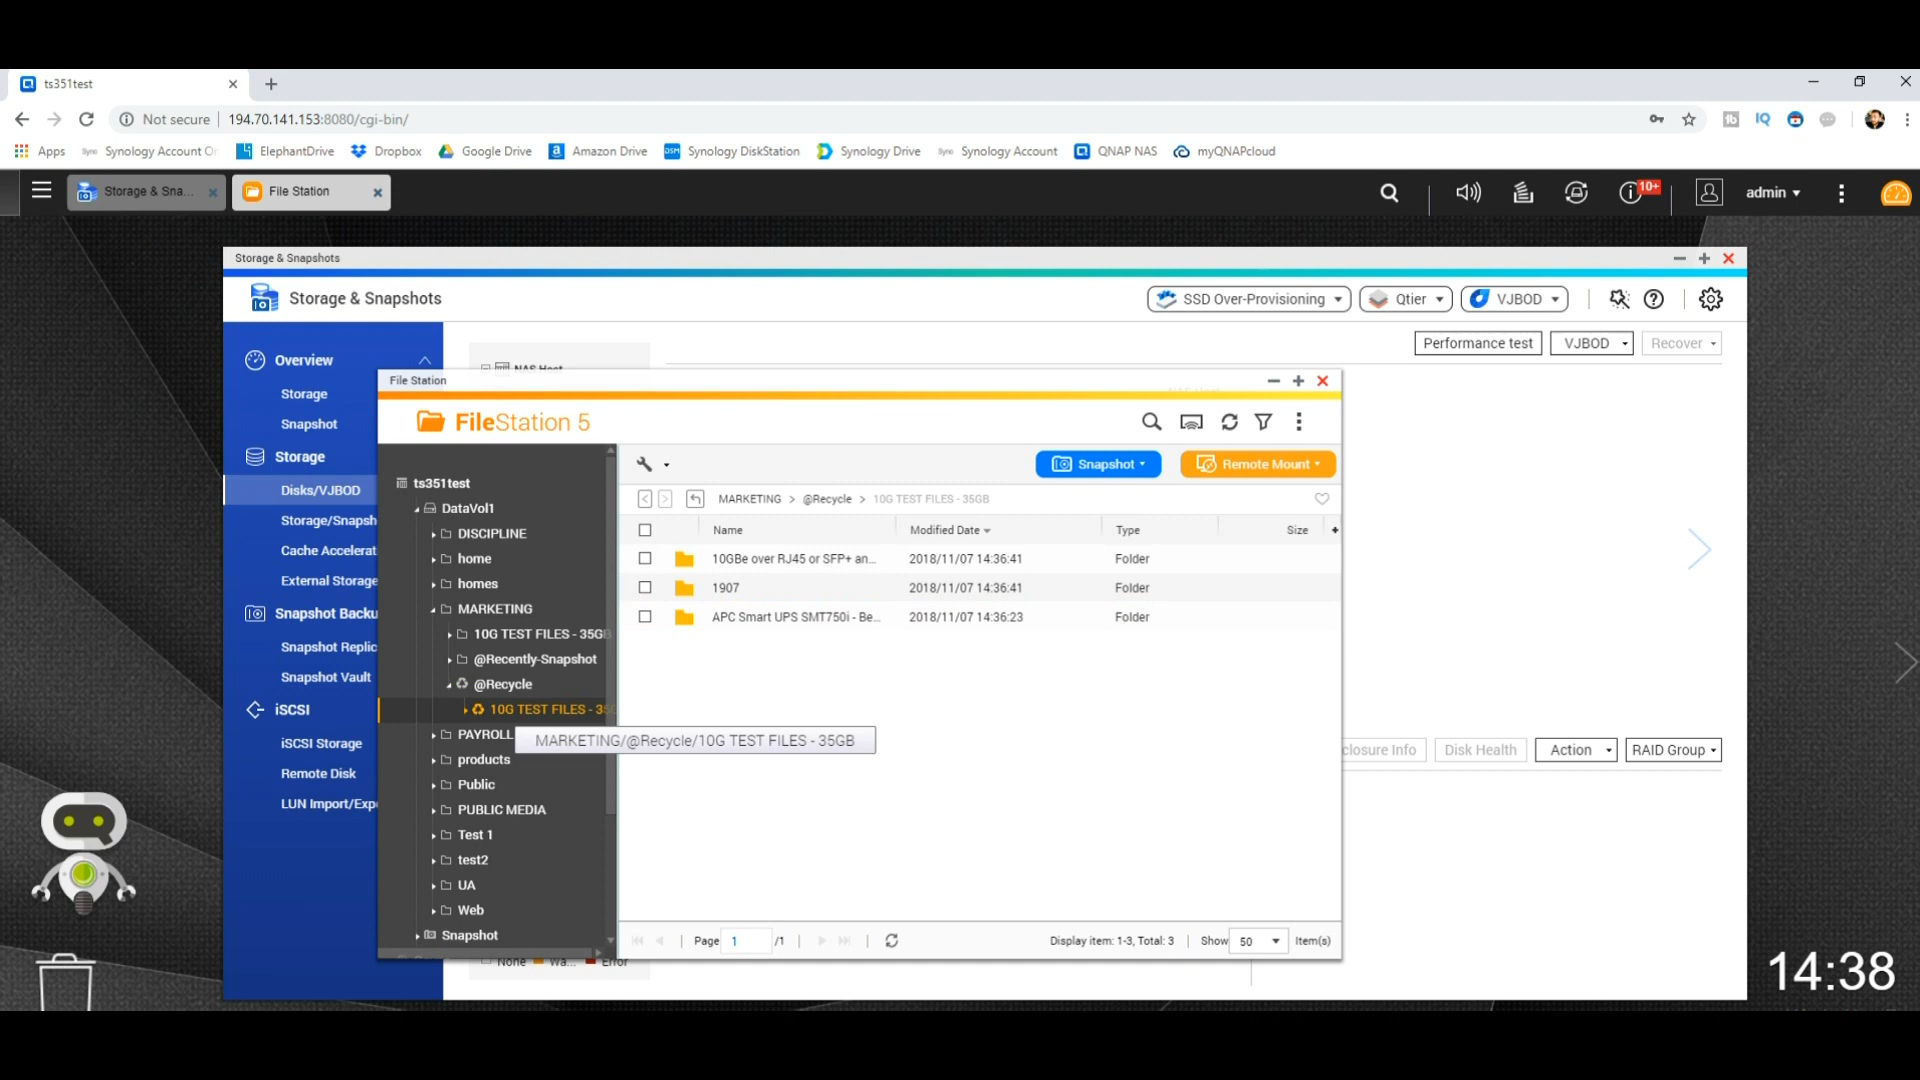 ts351test
Not secure
194.70.141.153:8080/cgi-bin/
IQ
Apps
Synology Account On
ElephantDrive
Dropbox
Google Drive
Amazon Drive
Synology DiskStation
Synology Drive
Synology Account
QNAP NAS
myQNAPcloud
Storage & Sna...
File Station
10+
admin
Storage & Snapshots
Storage & Snapshots
SSD Over-Provisioning
Qtier
VJBOD
Performance test
VJBOD
Recover
Overview
Storage
Snapshot
Storage
Disks/VJBOD
Storage/Snapsh
Cache Accelerat
External Storage
Snapshot Backu
Snapshot Replic
Snapshot Vault
iSCSI
iSCSI Storage
Remote Disk
LUN Import/Expo
NAS Host
File Station
FileStation 5
Snapshot
Remote Mount
MARKETING > @Recycle > 10G TEST FILES - 35GB
Name
Modified Date
Type
Size
10GBe over RJ45 or SFP+ an...
2018/11/07 14:36:41
Folder
1907
2018/11/07 14:36:41
Folder
APC Smart UPS SMT750i - Be...
2018/11/07 14:36:23
Folder
ts351test
DataVol1
DISCIPLINE
home
homes
MARKETING
10G TEST FILES - 35GB
@Recently-Snapshot
@Recycle
10G TEST FILES - 35G
PAYROLL
MARKETING/@Recycle/10G TEST FILES - 35GB
products
Public
PUBLIC MEDIA
Test 1
test2
UA
Web
Snapshot
Page 1 /1
Display item: 1-3, Total: 3
Show 50 Item(s)
closure Info
Disk Health
Action
RAID Group
None
Wa...
Error
14:38